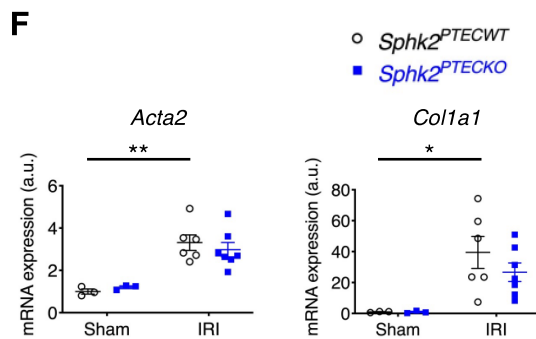 F
Sphk2PTECWT
Sphk2PTECKO
Acta2
**
mRNA expression (a.u.)
6
4
2
0
Sham
IRI
Col1a1
*
mRNA expression (a.u.)
80
60
40
20
0
Sham
IRI